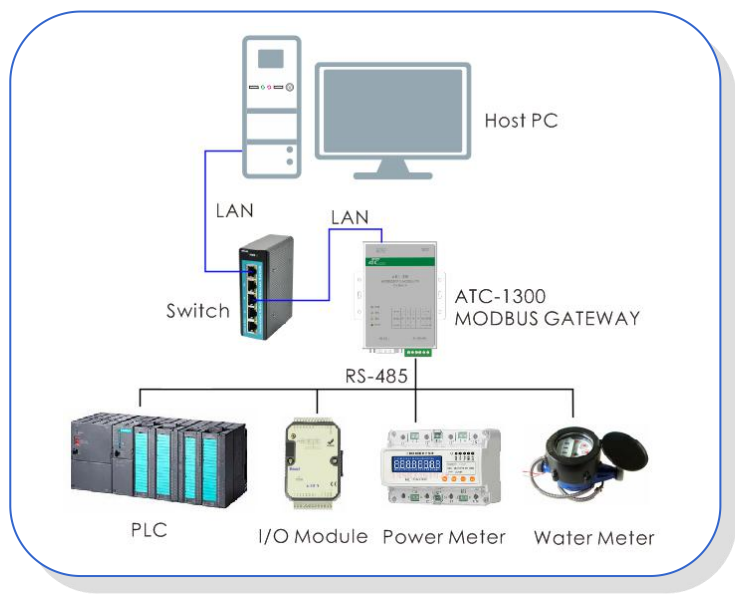 Host PC
LAN
LAN
Switch
ATC-1300
MODBUS GATEWAY
RS-485
PLC
I/O Module
Power Meter
Water Meter